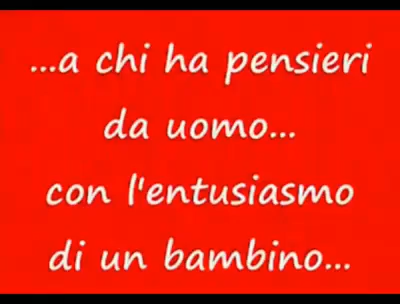 ...a chi ha pensieri
da uomo...
con l'entusiasmo
di un bambino...